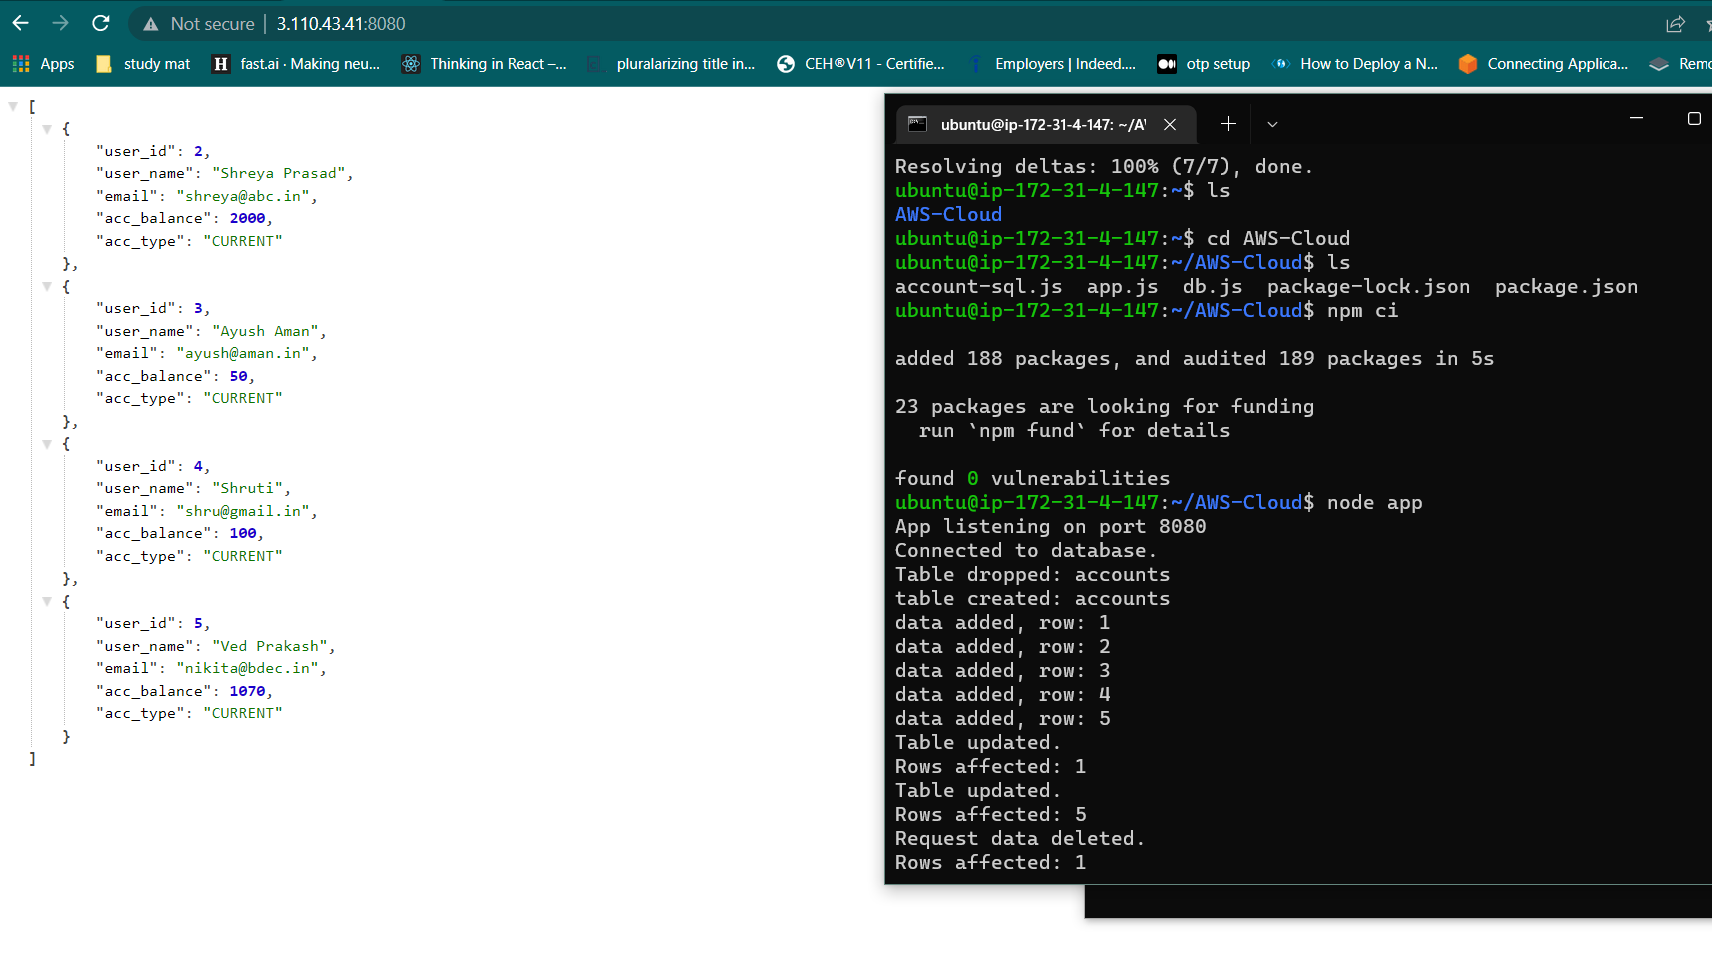 Not secure | 3.110.43.41:8080
Apps study mat fast.ai · Making neu... Thinking in React –... pluralarizing title in... CEH®V11 - Certifie... Employers | Indeed.... otp setup How to Deploy a N... Connecting Applica... Remo
[
{
"user_id": 2,
"user_name": "Shreya Prasad",
"email": "shreya@abc.in",
"acc_balance": 2000,
"acc_type": "CURRENT"
},
{
"user_id": 3,
"user_name": "Ayush Aman",
"email": "ayush@aman.in",
"acc_balance": 50,
"acc_type": "CURRENT"
},
{
"user_id": 4,
"user_name": "Shruti",
"email": "shru@gmail.in",
"acc_balance": 100,
"acc_type": "CURRENT"
},
{
"user_id": 5,
"user_name": "Ved Prakash",
"email": "nikita@bdec.in",
"acc_balance": 1070,
"acc_type": "CURRENT"
}
]
ubuntu@ip-172-31-4-147: ~/A
Resolving deltas: 100% (7/7), done.
ubuntu@ip-172-31-4-147:~$ ls
AWS-Cloud
ubuntu@ip-172-31-4-147:~$ cd AWS-Cloud
ubuntu@ip-172-31-4-147:~/AWS-Cloud$ ls
account-sql.js app.js db.js package-lock.json package.json
ubuntu@ip-172-31-4-147:~/AWS-Cloud$ npm ci
added 188 packages, and audited 189 packages in 5s
23 packages are looking for funding
run `npm fund` for details
found 0 vulnerabilities
ubuntu@ip-172-31-4-147:~/AWS-Cloud$ node app
App listening on port 8080
Connected to database.
Table dropped: accounts
table created: accounts
data added, row: 1
data added, row: 2
data added, row: 3
data added, row: 4
data added, row: 5
Table updated.
Rows affected: 1
Table updated.
Rows affected: 5
Request data deleted.
Rows affected: 1